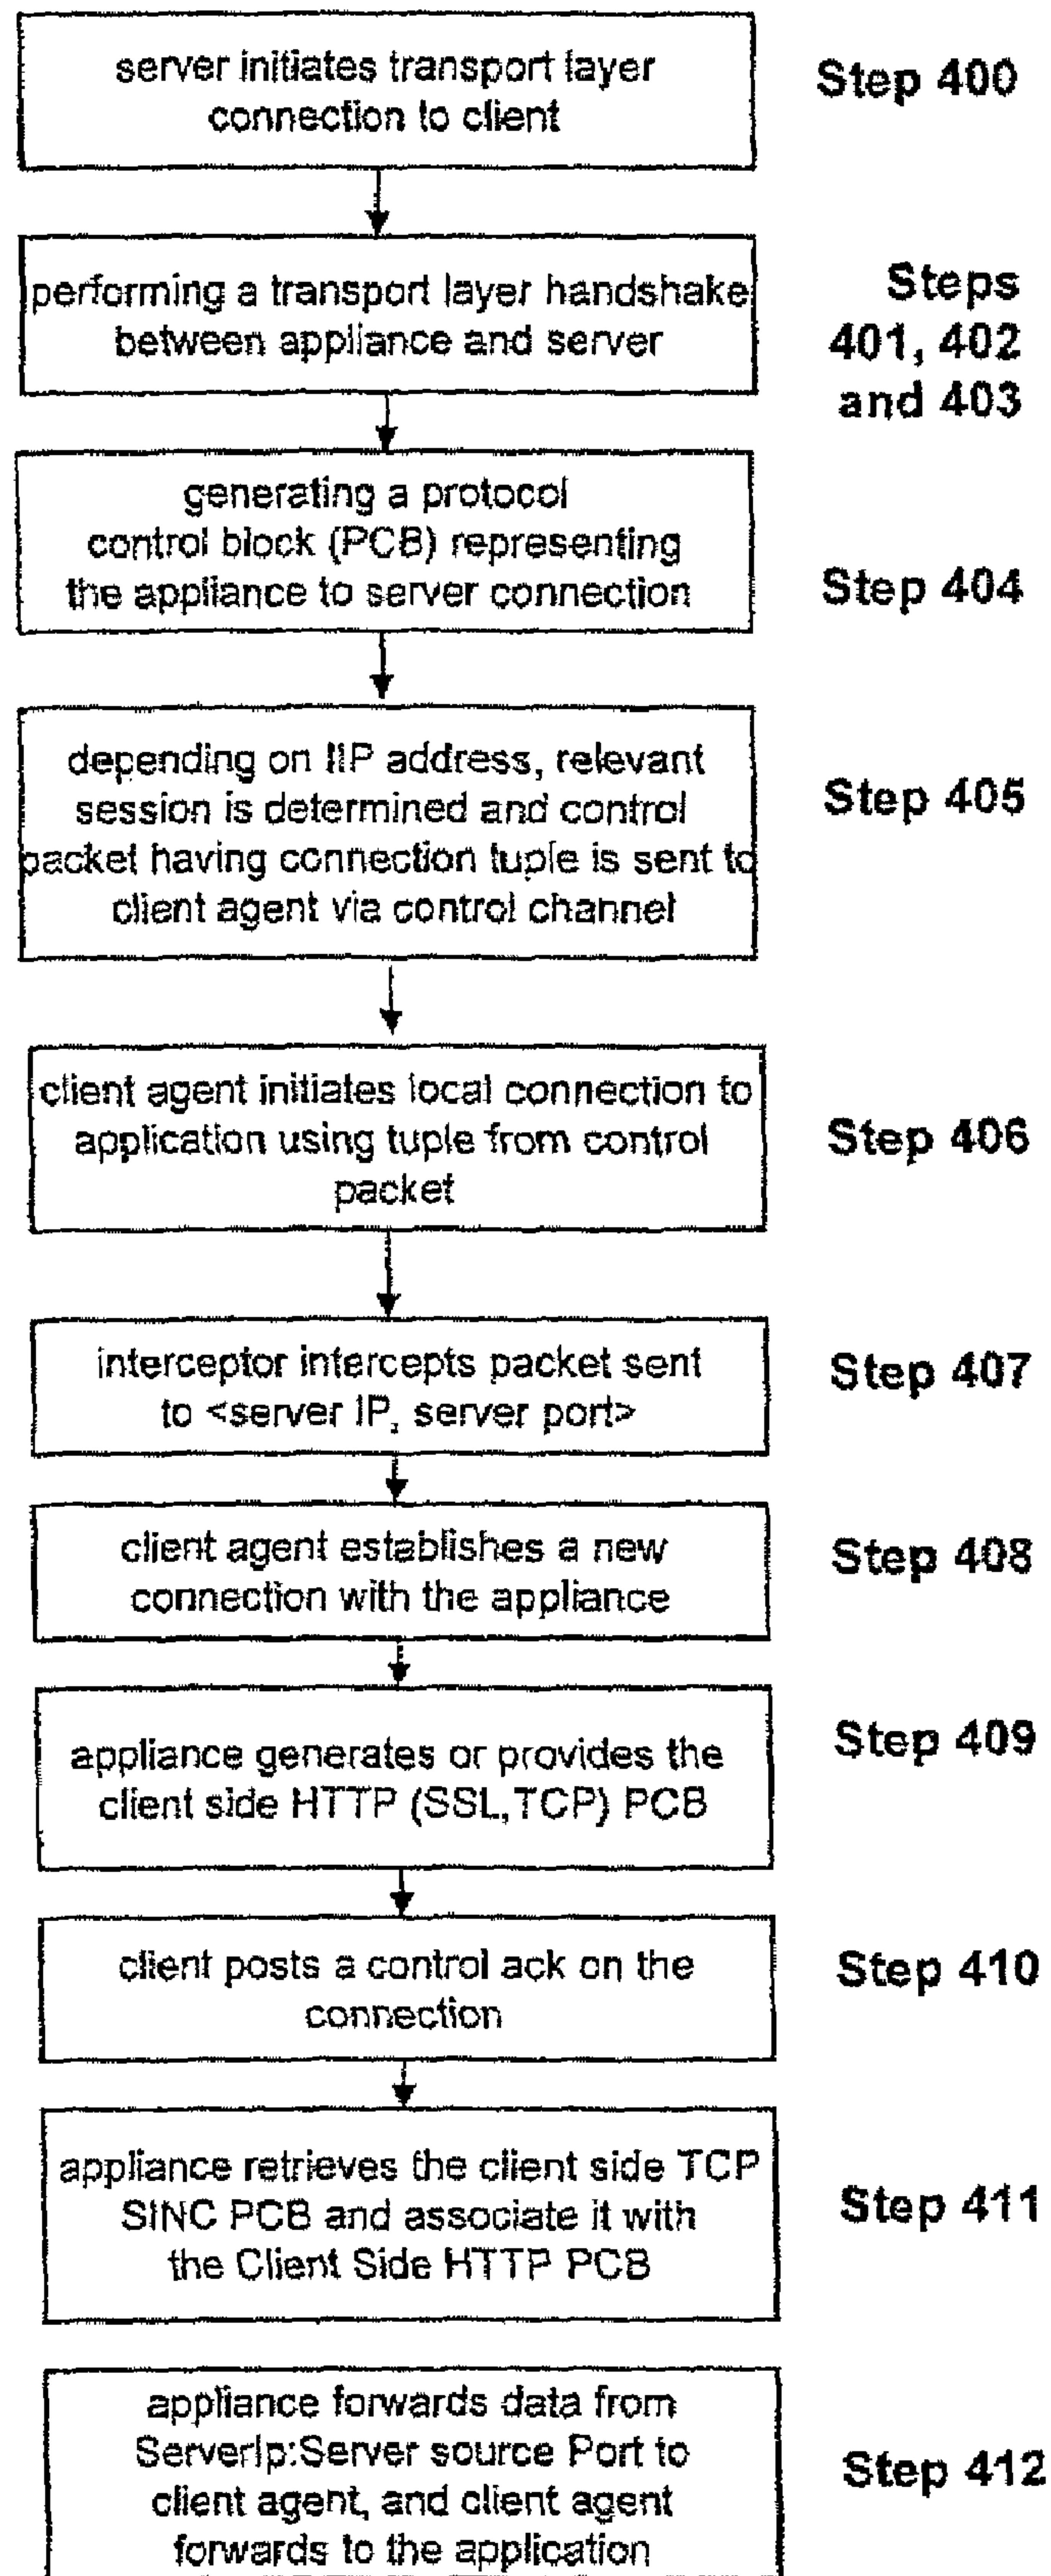 server initiates transport layer
connection to client
Step 400
performing a transport layer handshake
between appliance and server
Steps
401, 402
and 403
generating a protocol
control block (PCB) representing
the appliance to server connection
Step 404
depending on IIP address, relevant
session is determined and control
packet having connection tuple is sent to
client agent via control channel
Step 405
client agent initiates local connection to
application using tuple from control
packet
Step 406
interceptor intercepts packet sent
to <server IP, server port>
Step 407
client agent establishes a new
connection with the appliance
Step 408
appliance generates or provides the
client side HTTP (SSL,TCP) PCB
Step 409
client posts a control ack on the
connection
Step 410
appliance retrieves the client side TCP
SINC PCB and associate it with
the Client Side HTTP PCB
Step 411
appliance forwards data from
ServerIp:Server source Port to
client agent, and client agent
forwards to the application
Step 412